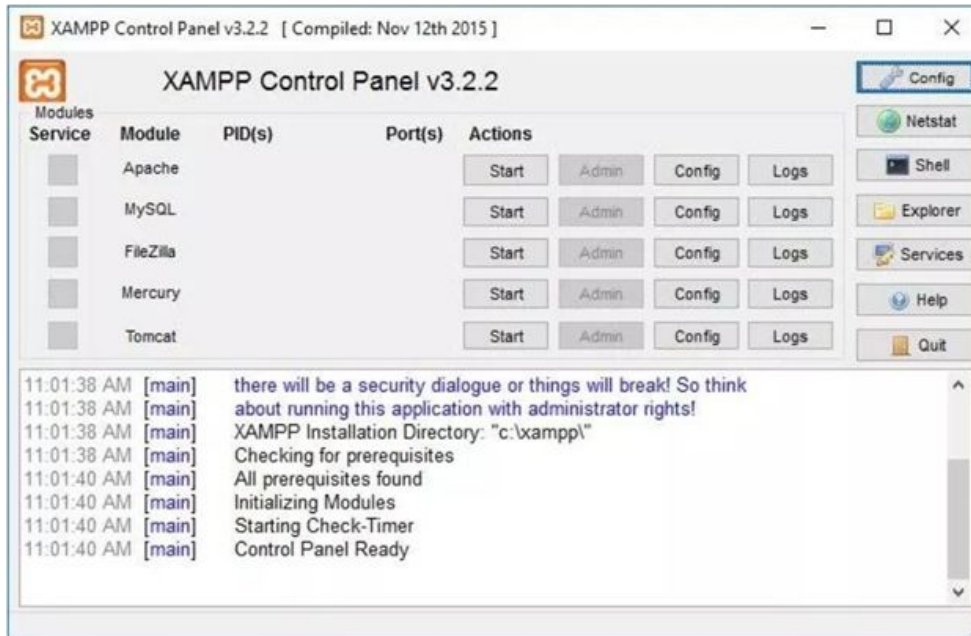 XAMPP Control Panel v3.2.2 [ Compiled: Nov 12th 2015 ]
XAMPP Control Panel v3.2.2
Config
Modules
Service Module PID(s) Port(s) Actions
Netstat
Apache Start Admin Config Logs
Shell
MySQL Start Admin Config Logs
Explorer
FileZilla Start Admin Config Logs
Services
Mercury Start Admin Config Logs
Help
Tomcat Start Admin Config Logs
Quit
11:01:38 AM [main] there will be a security dialogue or things will break! So think
11:01:38 AM [main] about running this application with administrator rights!
11:01:38 AM [main] XAMPP Installation Directory: "c:\xampp\"
11:01:38 AM [main] Checking for prerequisites
11:01:40 AM [main] All prerequisites found
11:01:40 AM [main] Initializing Modules
11:01:40 AM [main] Starting Check-Timer
11:01:40 AM [main] Control Panel Ready